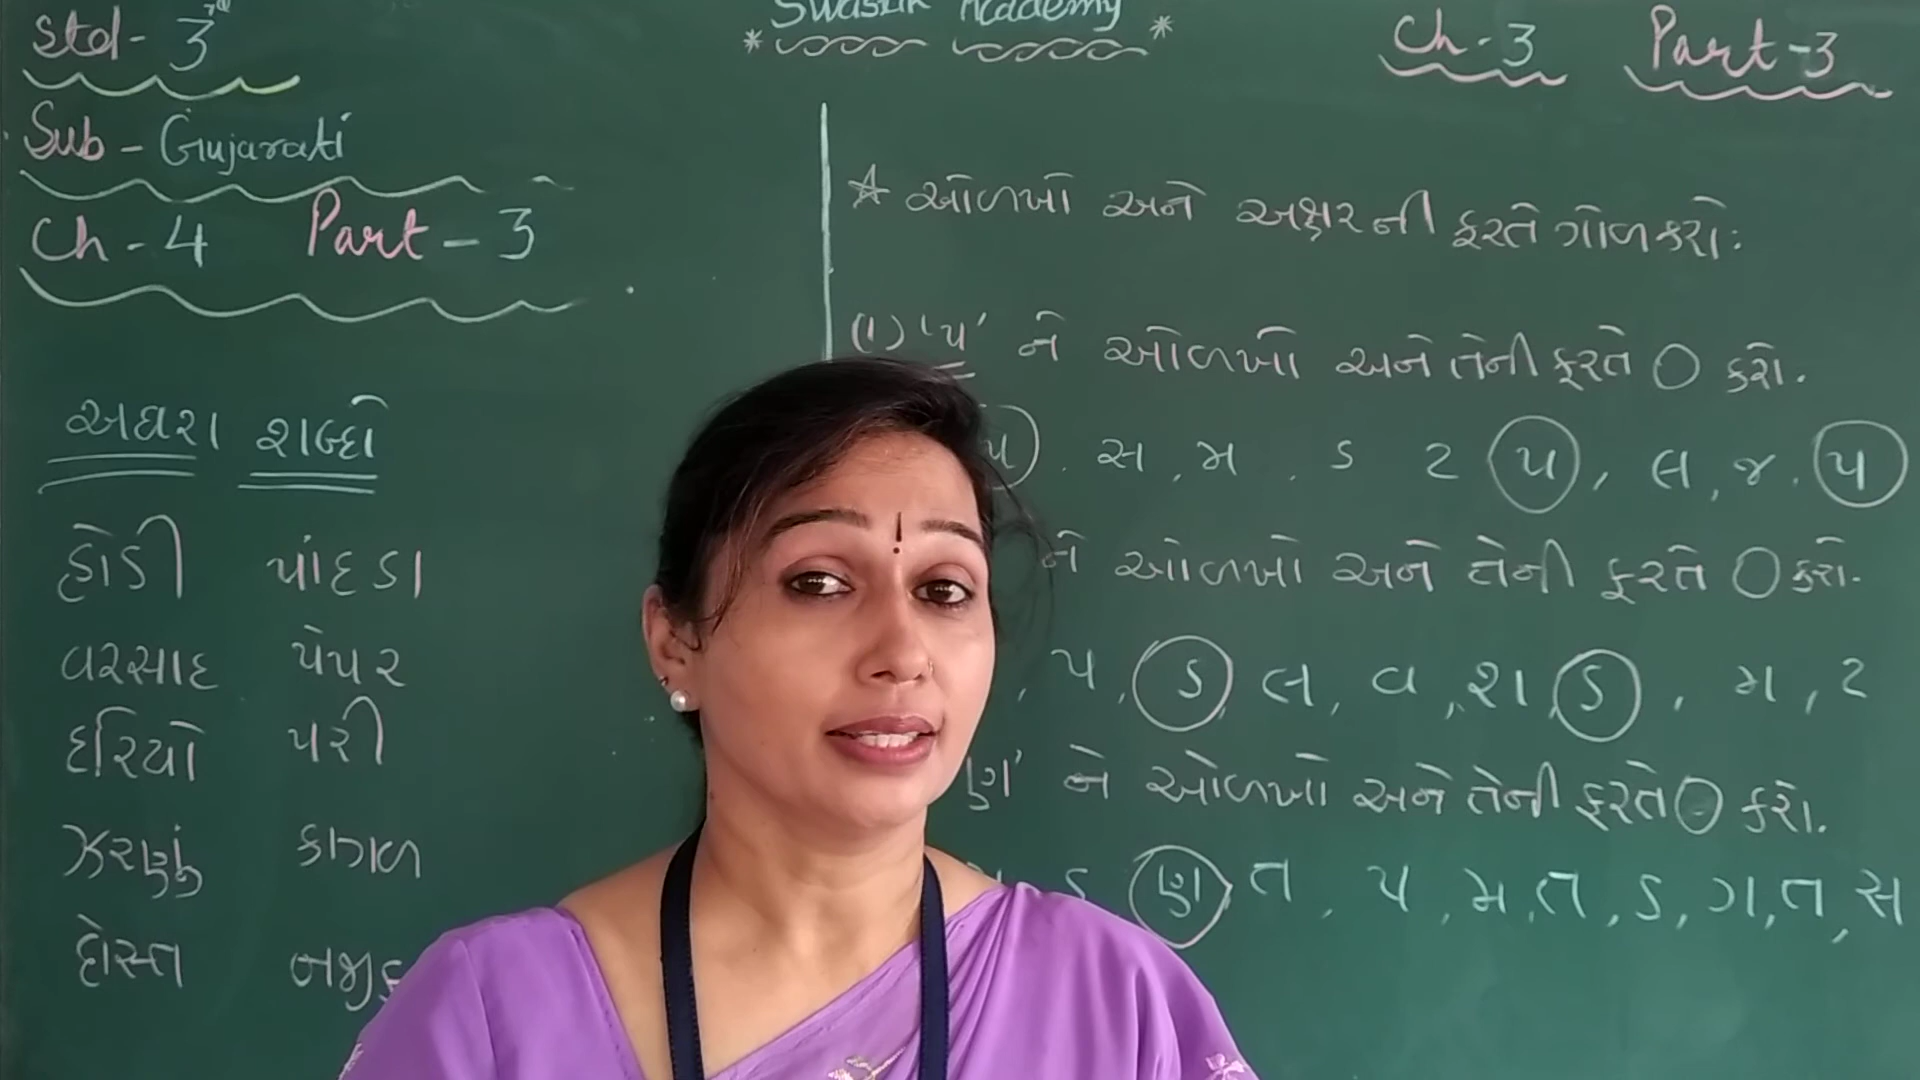 Std - 3rd
Sub - Gujarati
Ch - 4 Part - 3
અઘરા શબ્દો
હોડી પાંદડા
વરસાદ પેપર
દરિયો પરી
ઝરણું કાગળ
દોસ્ત
Swastik Academy
Ch - 3 Part - 3
☆ ઓળખો અને અક્ષરની ફરતે ગોળ કરો:
(1) 'પ' ને ઓળખો અને તેની ફરતે ○ કરો.
પ, સ, મ, ડ ટ પ, લ, જ, પ
ને ઓળખો અને તેની ફરતે ○ કરો.
, પ, ડ લ, વ, શ, ડ, મ, ટ
ણ' ને ઓળખો અને તેની ફરતે ○ કરો.
ડ ણ, ત, પ, મ, ત, ડ, ગ, ત, સ